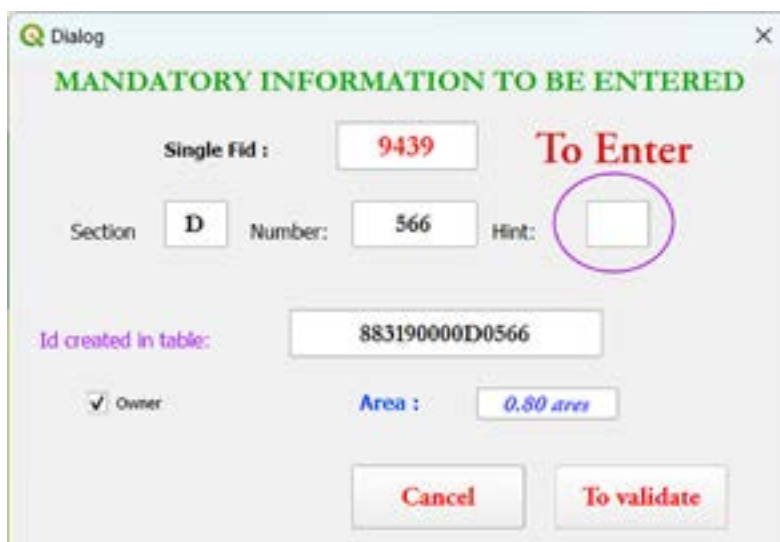 Dialog
MANDATORY INFORMATION TO BE ENTERED
Single Fid : 9439 To Enter
Section D Number: 566 Hint:
Id created in table: 883190000D0566
Owner Area : 0.80 ares
Cancel To validate